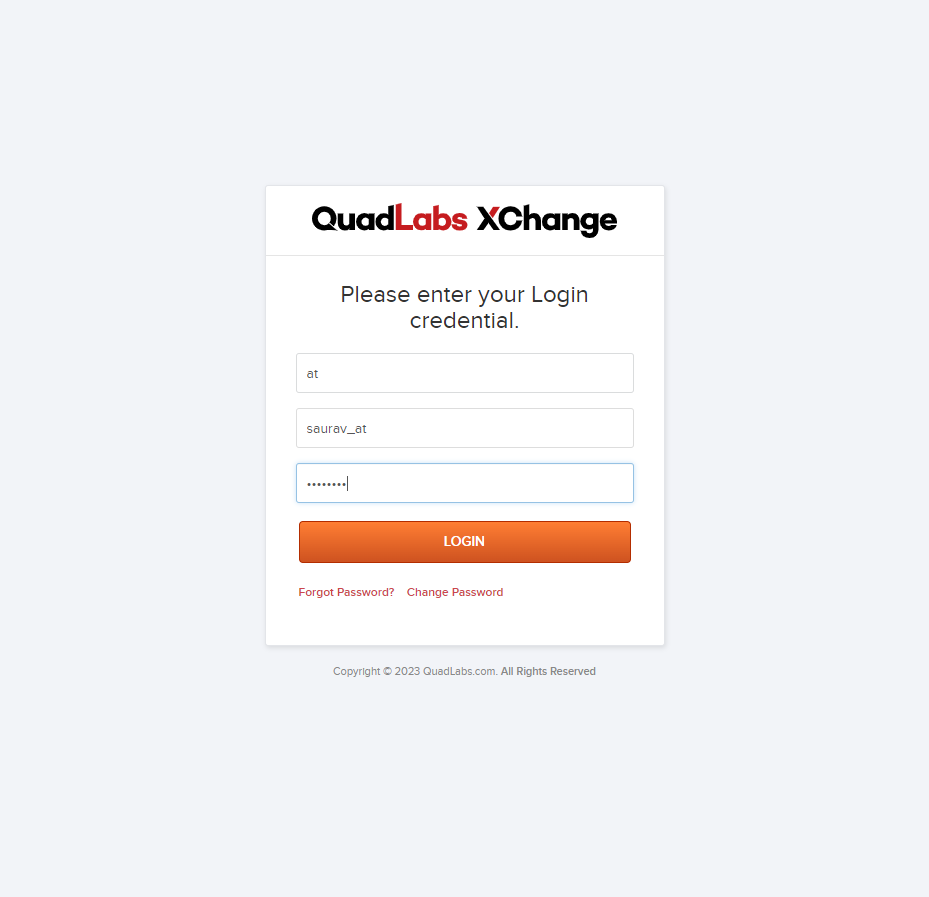 QuadLabs XChange
Please enter your Login
credential.
at
saurav_at
••••••••
LOGIN
Forgot Password? Change Password
Copyright © 2023 QuadLabs.com. All Rights Reserved